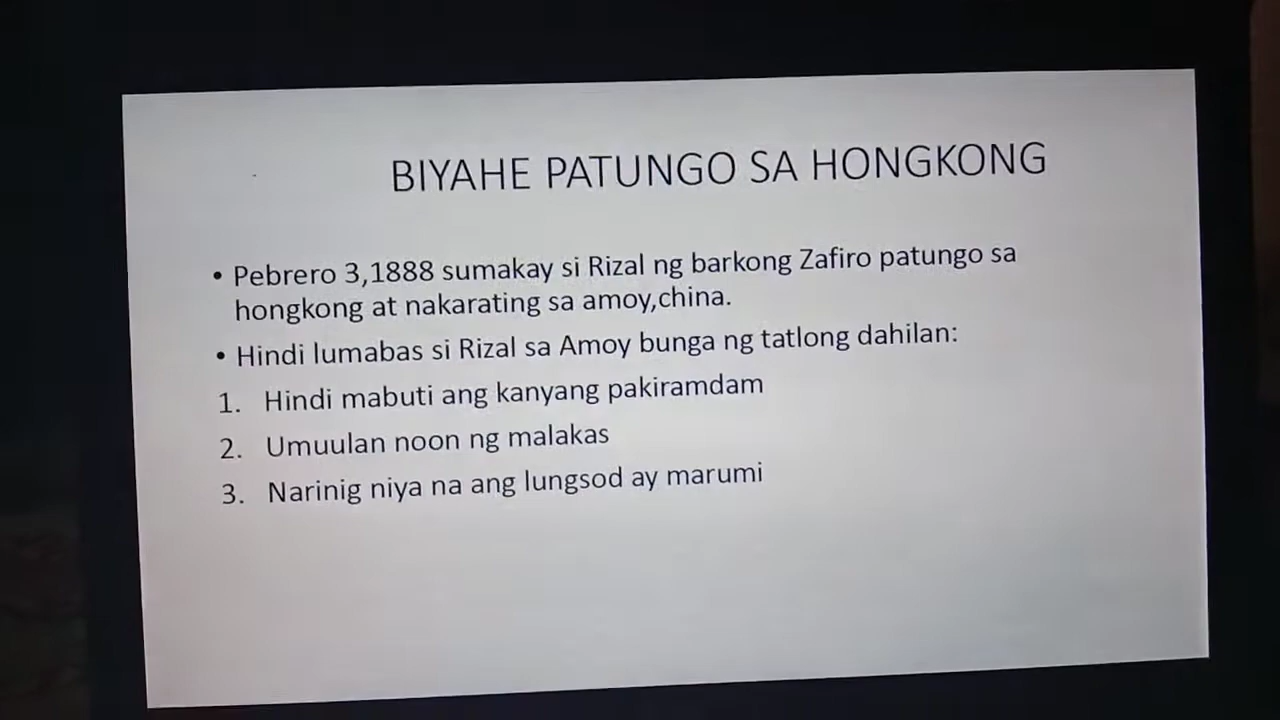 BIYAHE PATUNGO SA HONGKONG
• Pebrero 3,1888 sumakay si Rizal ng barkong Zafiro patungo sa
hongkong at nakarating sa amoy,china.
• Hindi lumabas si Rizal sa Amoy bunga ng tatlong dahilan:
1. Hindi mabuti ang kanyang pakiramdam
2. Umuulan noon ng malakas
3. Narinig niya na ang lungsod ay marumi